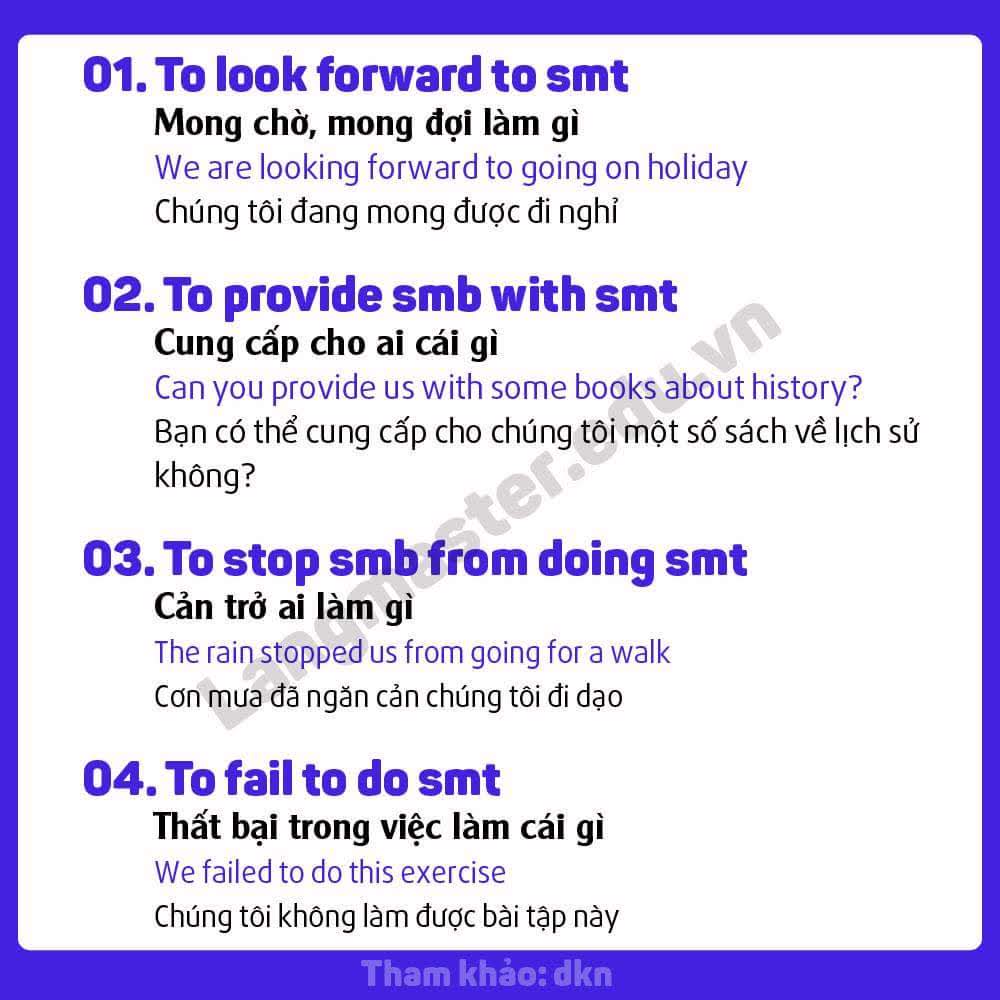 01. To look forward to smt
Mong chờ, mong đợi làm gì
We are looking forward to going on holiday
Chúng tôi đang mong được đi nghỉ
02. To provide smb with smt
Cung cấp cho ai cái gì
Can you provide us with some books about history?
Bạn có thể cung cấp cho chúng tôi một số sách về lịch sử
không?
03. To stop smb from doing smt
Cản trở ai làm gì
The rain stopped us from going for a walk
Cơn mưa đã ngăn cản chúng tôi đi dạo
04. To fail to do smt
Thất bại trong việc làm cái gì
We failed to do this exercise
Chúng tôi không làm được bài tập này
Langmaster.edu.vn
Tham khảo: dkn